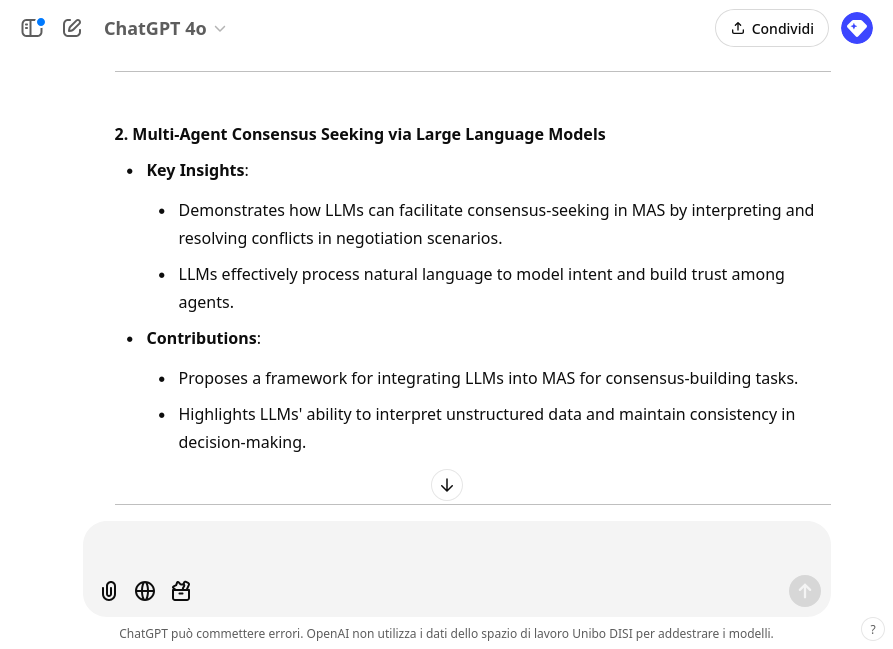 ChatGPT 4o
Condividi
2. Multi-Agent Consensus Seeking via Large Language Models
• Key Insights:
• Demonstrates how LLMs can facilitate consensus-seeking in MAS by interpreting and
resolving conflicts in negotiation scenarios.
• LLMs effectively process natural language to model intent and build trust among
agents.
• Contributions:
• Proposes a framework for integrating LLMs into MAS for consensus-building tasks.
• Highlights LLMs' ability to interpret unstructured data and maintain consistency in
decision-making.
ChatGPT può commettere errori. OpenAI non utilizza i dati dello spazio di lavoro Unibo DISI per addestrare i modelli.
?